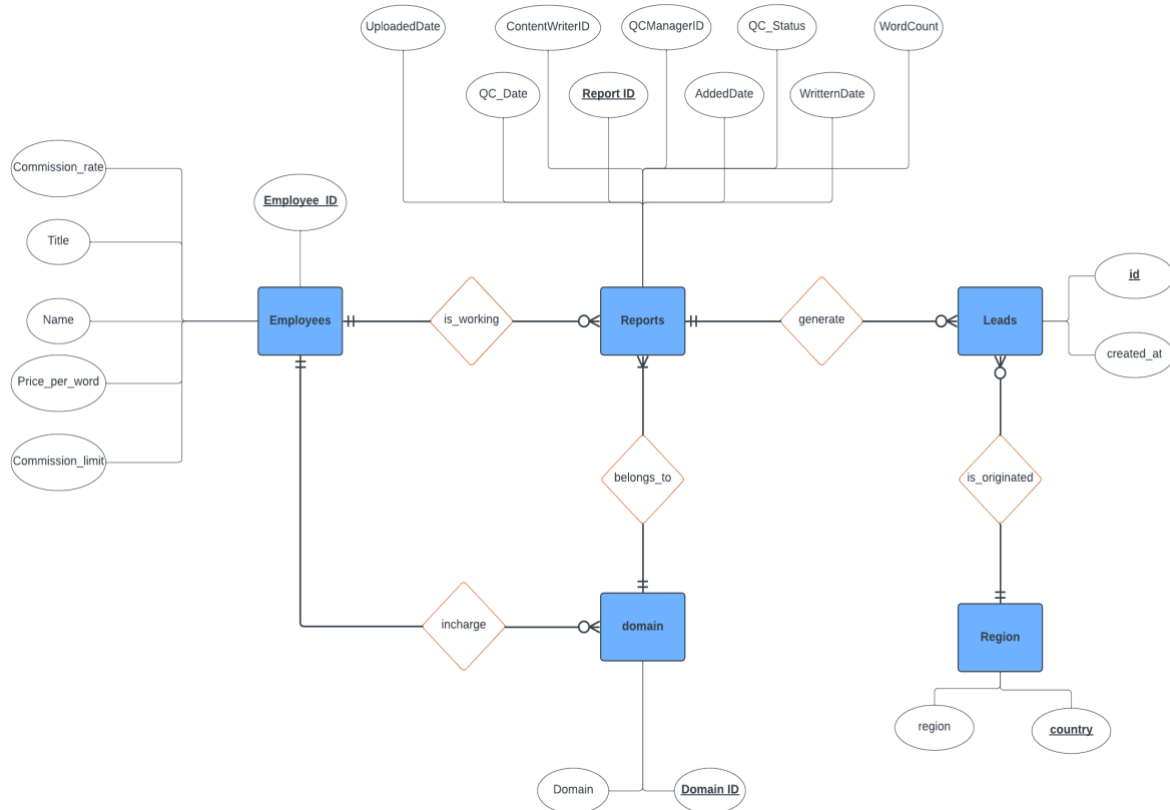 UploadedDate
ContentWriterID
QCManagerID
QC_Status
WordCount
QC_Date
Report ID
AddedDate
WritternDate
Commission_rate
Employee_ID
Title
id
Name
Employees
is_working
Reports
generate
Leads
created_at
Price_per_word
Commission_limit
belongs_to
is_originated
incharge
domain
Region
region
country
Domain
Domain ID